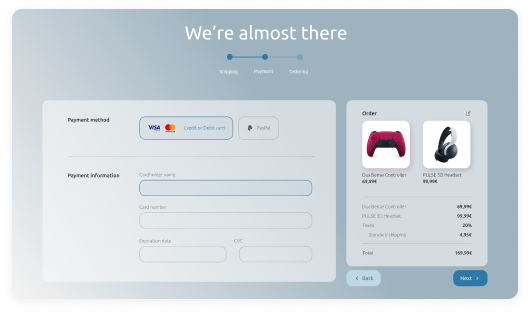 We're almost there
Shipping Payment Ordering
Payment method
VISA mastercard Credit or Debit card PayPal
Payment information
Cardholder name
Card number
Expiration date CVC
Order
DualSense Controller PULSE 3D Headset
69,99€ 99,99€
DualSense Controller 69,99€
PULSE 3D Headset 99,99€
Taxes 20%
Standard shipping 4,95€
Total 169,99€
Back Next